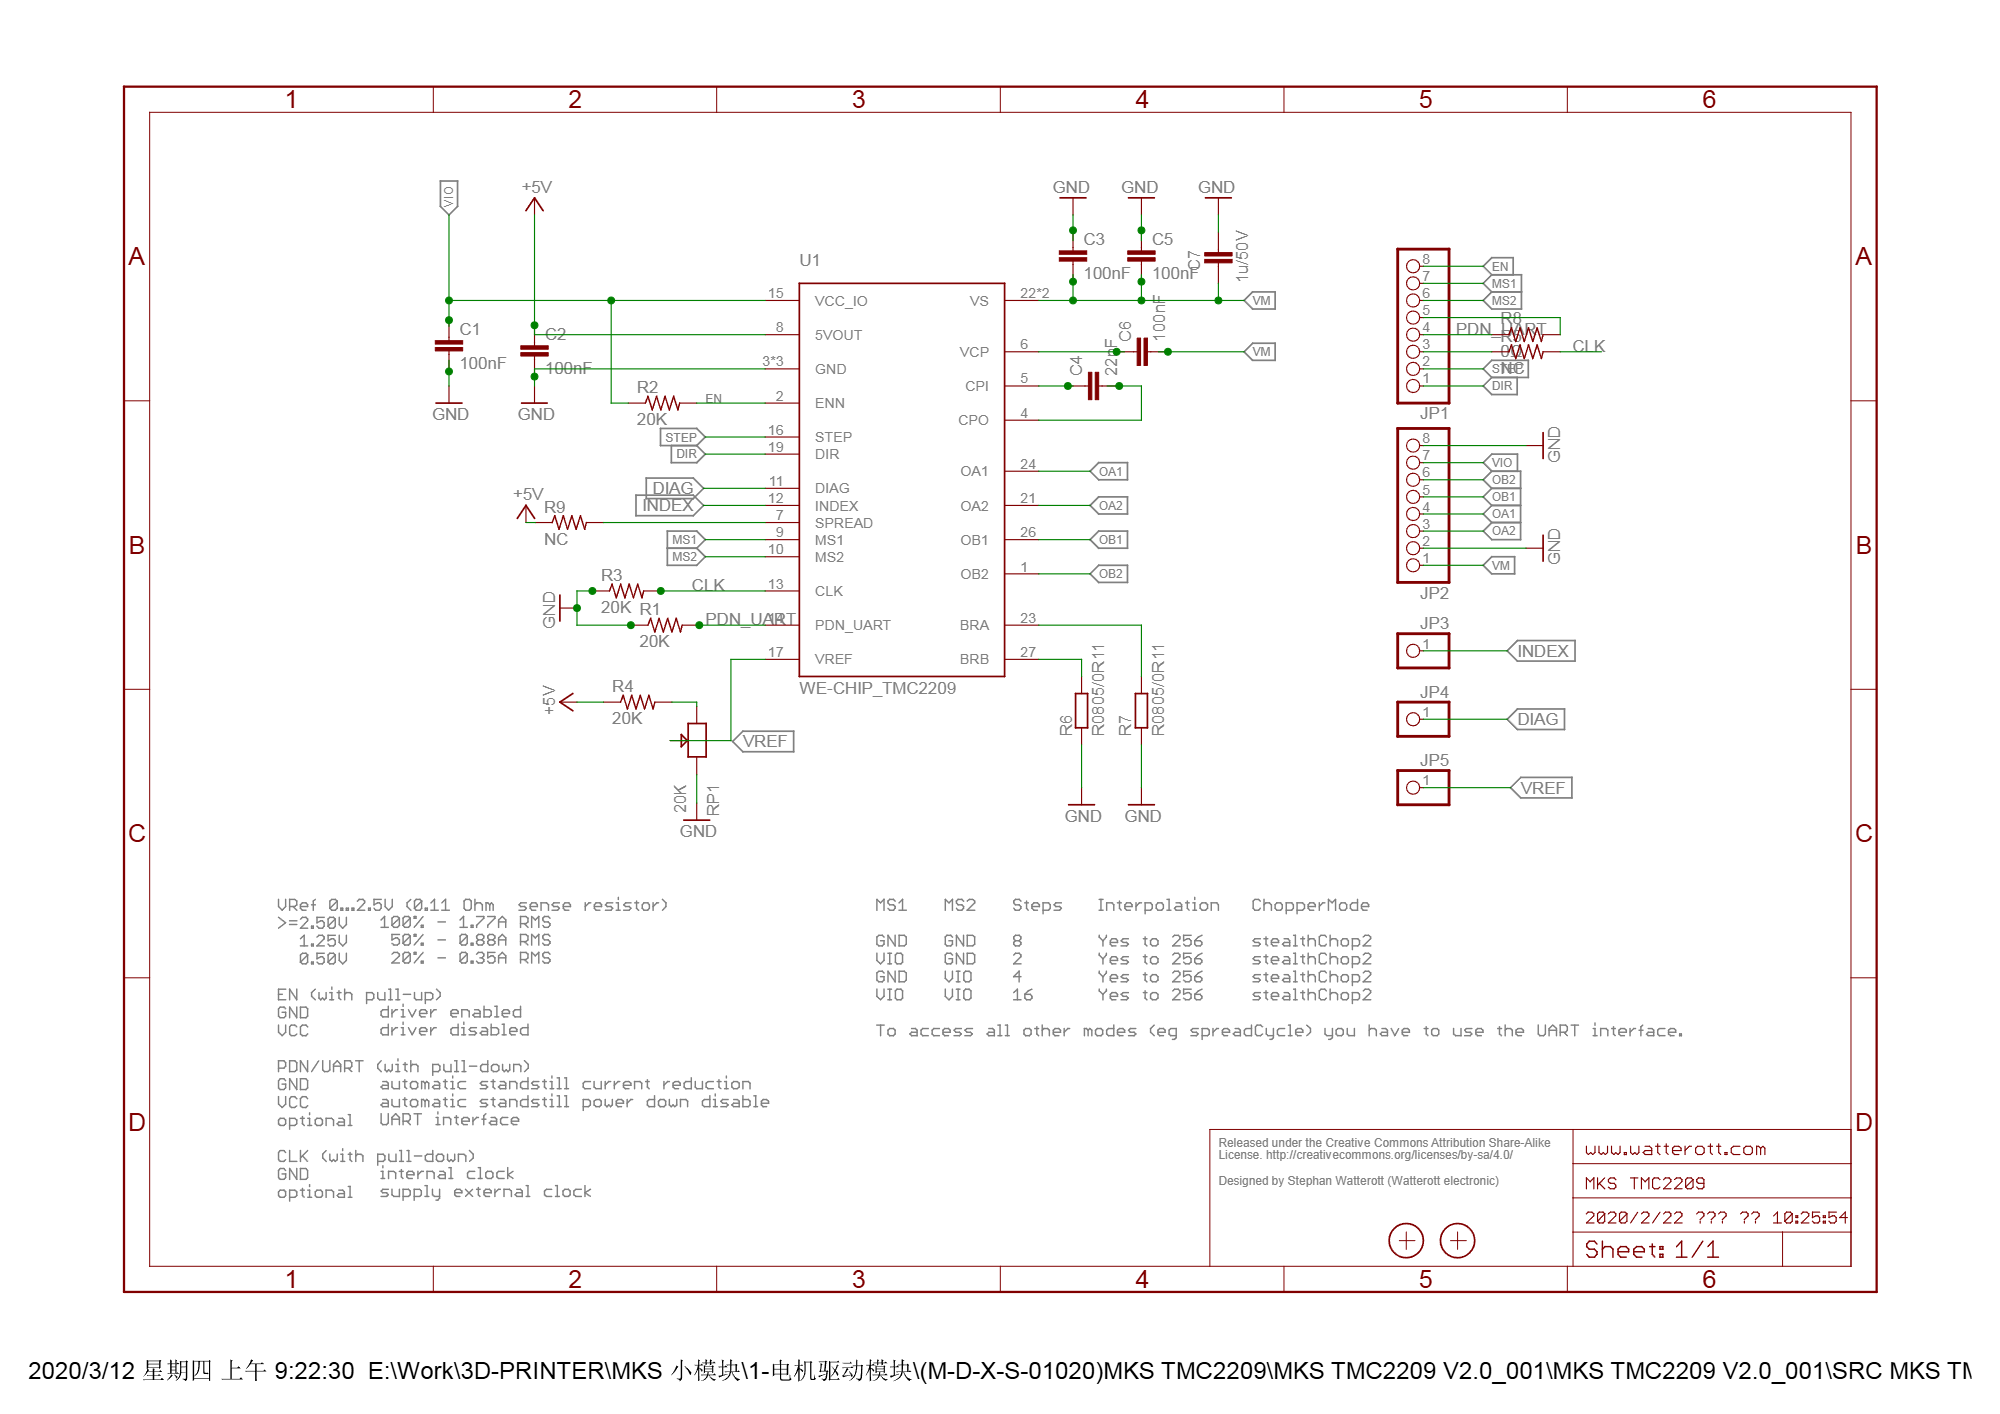 1 2 3 4 5 6
A A
B B
C C
D D
VIO
+5V
C1
100nF
GND
C2
100nF
GND
R2
20K
EN
STEP
DIR
DIAG
INDEX
+5V
R9
NC
MS1
MS2
R3
20K
CLK
GND
R1
20K
PDN_UART
+5V
R4
20K
VREF
20K
RP1
GND
U1
15 VCC_IO
8 5VOUT
3*3 GND
2 ENN
16 STEP
19 DIR
11 DIAG
12 INDEX
7 SPREAD
9 MS1
10 MS2
13 CLK
14 PDN_UART
17 VREF
VS 22*2
VCP 6
CPI 5
CPO 4
OA1 24
OA2 21
OB1 26
OB2 1
BRA 23
BRB 27
WE-CHIP_TMC2209
GND GND GND
C3
100nF
C5
100nF
C7
1u/50V
VM
C6
100nF
VM
C4
22nF
OA1
OA2
OB1
OB2
R6
R0805/0R11
R7
R0805/0R11
GND GND
8 EN
7 MS1
6 MS2
5 R8
4 PDN_UART
3 CLK
2 STEP
NC
1 DIR
JP1
8 GND
7 VIO
6 OB2
5 OB1
4 OA1
3 OA2
2 GND
1 VM
JP2
JP3
1 INDEX
JP4
1 DIAG
JP5
1 VREF
VRef 0...2.5V (0.11 Ohm sense resistor)
>=2.50V 100% - 1.77A RMS
1.25V 50% - 0.88A RMS
0.50V 20% - 0.35A RMS
EN (with pull-up)
GND driver enabled
VCC driver disabled
PDN/UART (with pull-down)
GND automatic standstill current reduction
VCC automatic standstill power down disable
optional UART interface
CLK (with pull-down)
GND internal clock
optional supply external clock
MS1 MS2 Steps Interpolation ChopperMode
GND GND 8 Yes to 256 stealthChop2
VIO GND 2 Yes to 256 stealthChop2
GND VIO 4 Yes to 256 stealthChop2
VIO VIO 16 Yes to 256 stealthChop2
To access all other modes (eg spreadCycle) you have to use the UART interface.
Released under the Creative Commons Attribution Share-Alike
License. http://creativecommons.org/licenses/by-sa/4.0/
Designed by Stephan Watterott (Watterott electronic)
www.watterott.com
MKS TMC2209
2020/2/22 ??? ?? 10:25:54
Sheet: 1/1
1 2 3 4 5 6
2020/3/12 星期四 上午 9:22:30 E:\Work\3D-PRINTER\MKS 小模块\1-电机驱动模块\(M-D-X-S-01020)MKS TMC2209\MKS TMC2209 V2.0_001\MKS TMC2209 V2.0_001\SRC MKS